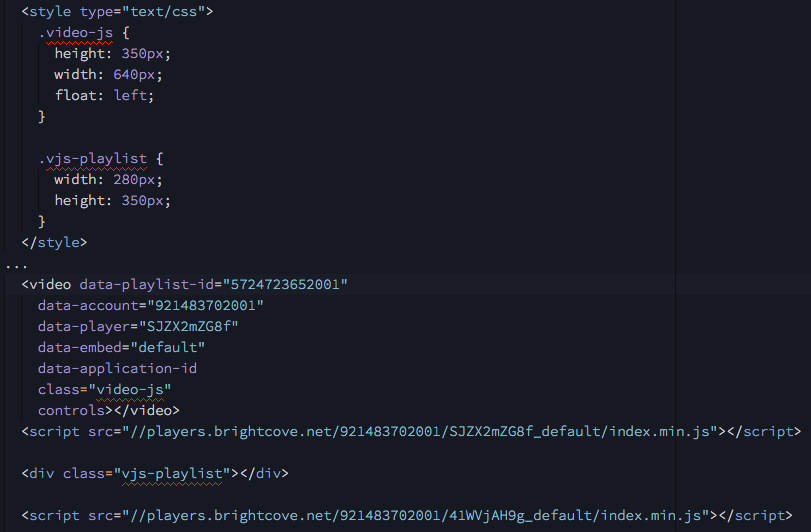 <style type="text/css">
.video-js {
height: 350px;
width: 640px;
float: left;
}
.vjs-playlist {
width: 280px;
height: 350px;
}
</style>
...
<video data-playlist-id="5724723652001"
data-account="921483702001"
data-player="SJZX2mZG8f"
data-embed="default"
data-application-id
class="video-js"
controls></video>
<script src="//players.brightcove.net/921483702001/SJZX2mZG8f_default/index.min.js"></script>
<div class="vjs-playlist"></div>
<script src="//players.brightcove.net/921483702001/41WVjAH9g_default/index.min.js"></script>